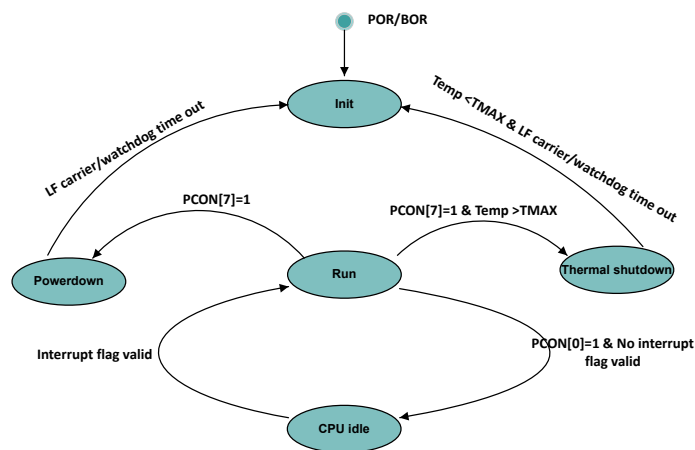 POR/BOR
Init
LF carrier/watchdog time out
Temp <TMAX & LF carrier/watchdog time out
PCON[7]=1
PCON[7]=1 & Temp >TMAX
Powerdown
Run
Thermal shutdown
Interrupt flag valid
PCON[0]=1 & No interrupt
flag valid
CPU idle